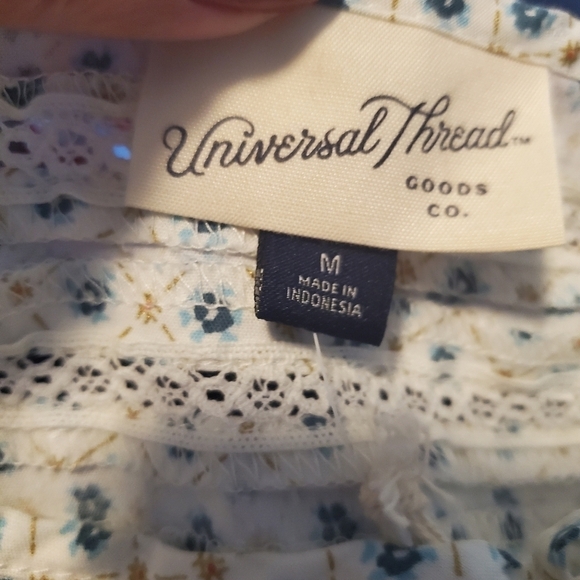 Universal Thread™
GOODS
CO.
M
MADE IN
INDONESIA